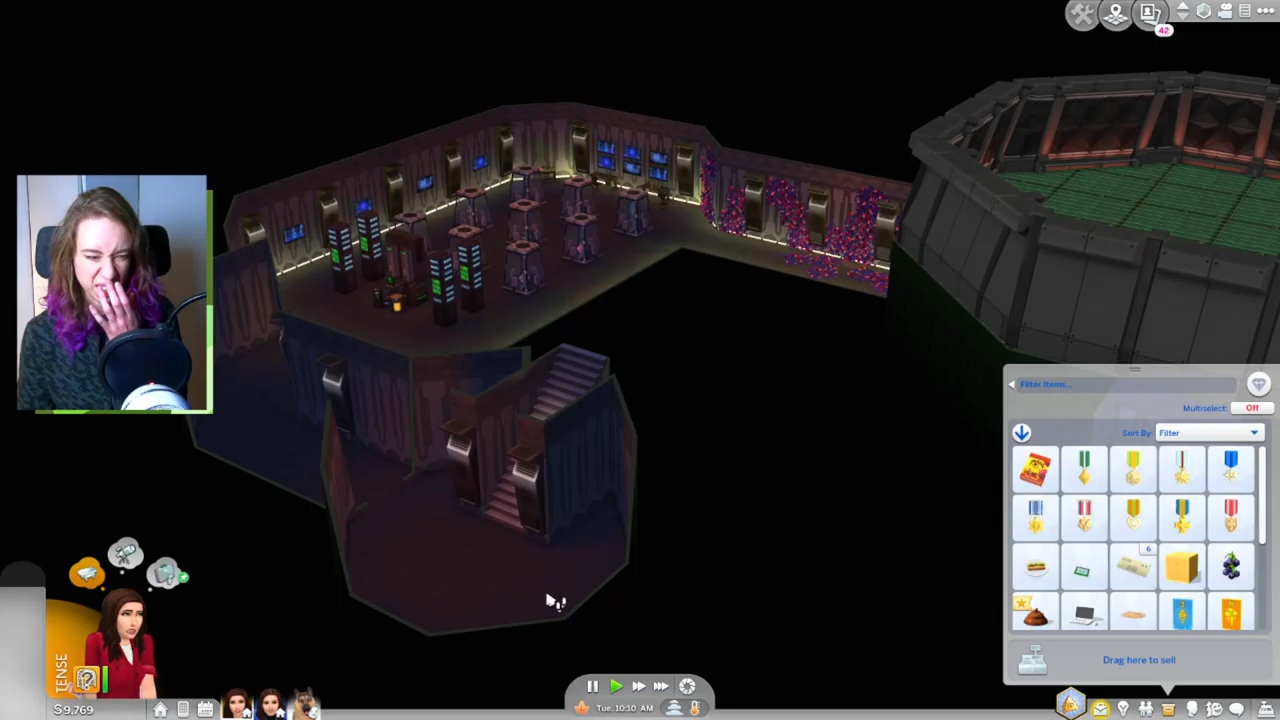 42
Filter Items...
Multiselect: Off
Sort By: Filter
6
Drag here to sell
TENSE
$9,769
Tue. 10:10 AM